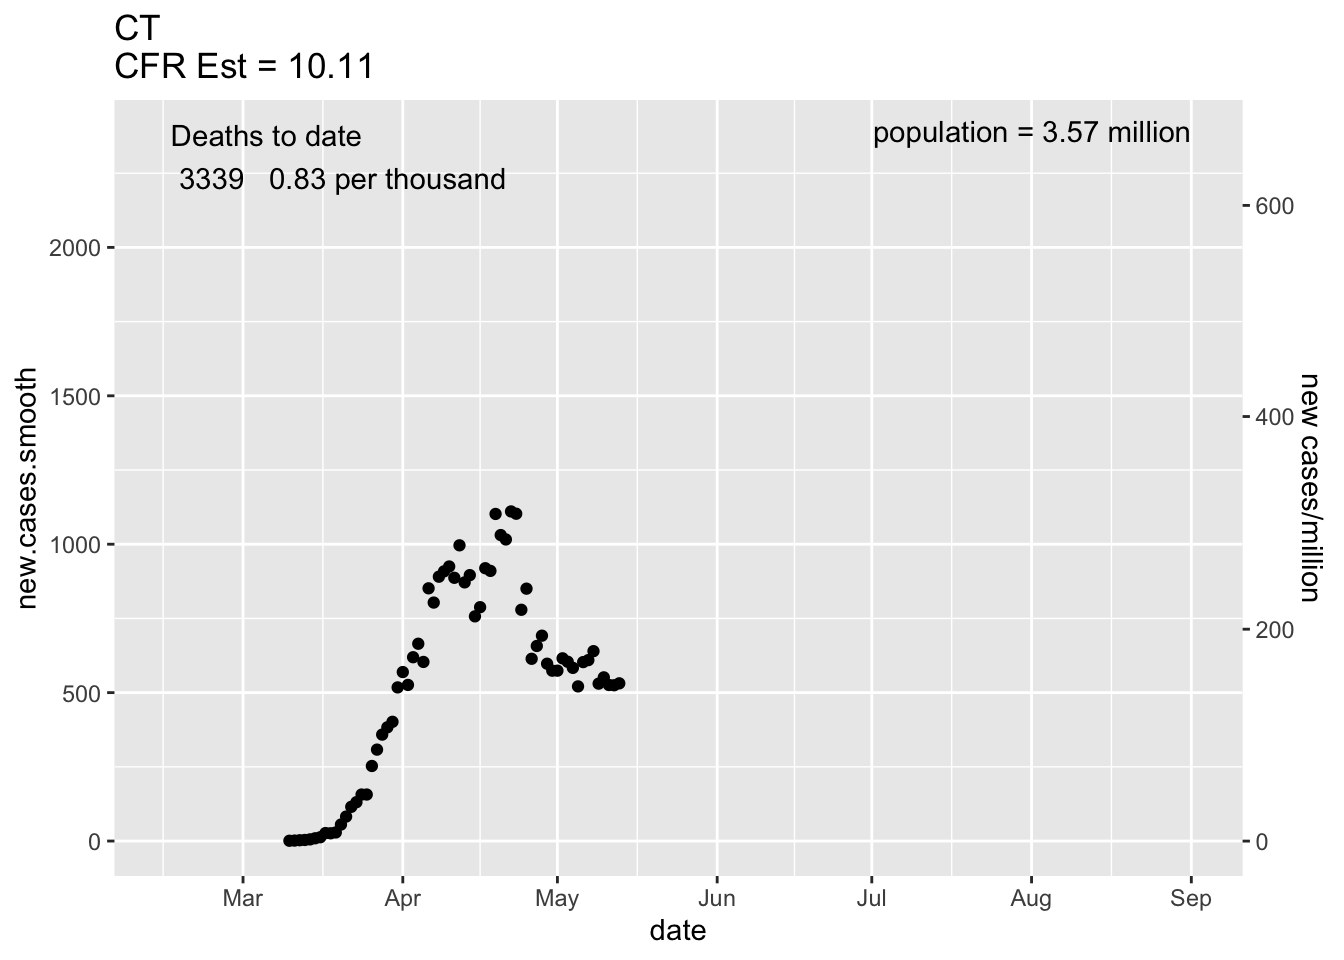 CT
CFR Est = 10.11
Deaths to date
3339 0.83 per thousand
population = 3.57 million
2000
1500
1000
500
0
new.cases.smooth
600
400
200
0
new cases/million
Mar Apr May Jun Jul Aug Sep
date